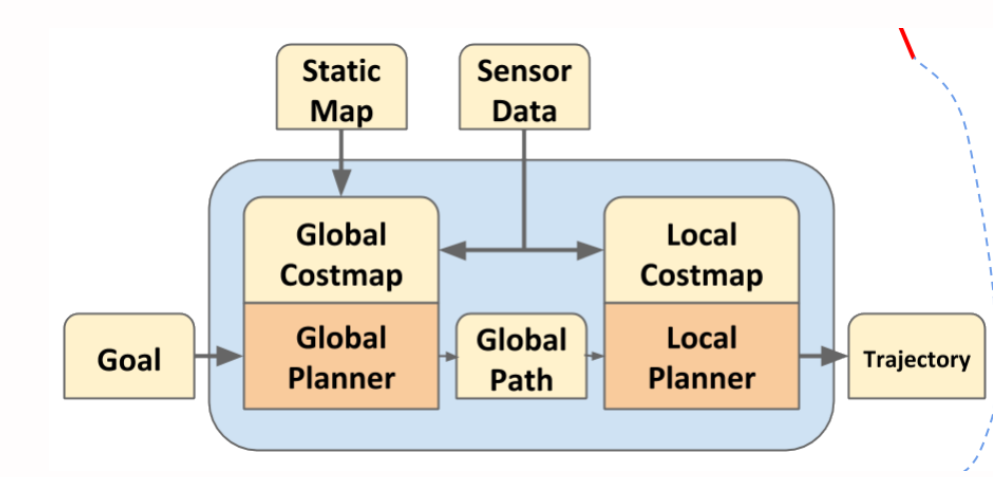 Static
Map
Sensor
Data
Global
Costmap
Local
Costmap
Goal
Global
Planner
Global
Path
Local
Planner
Trajectory